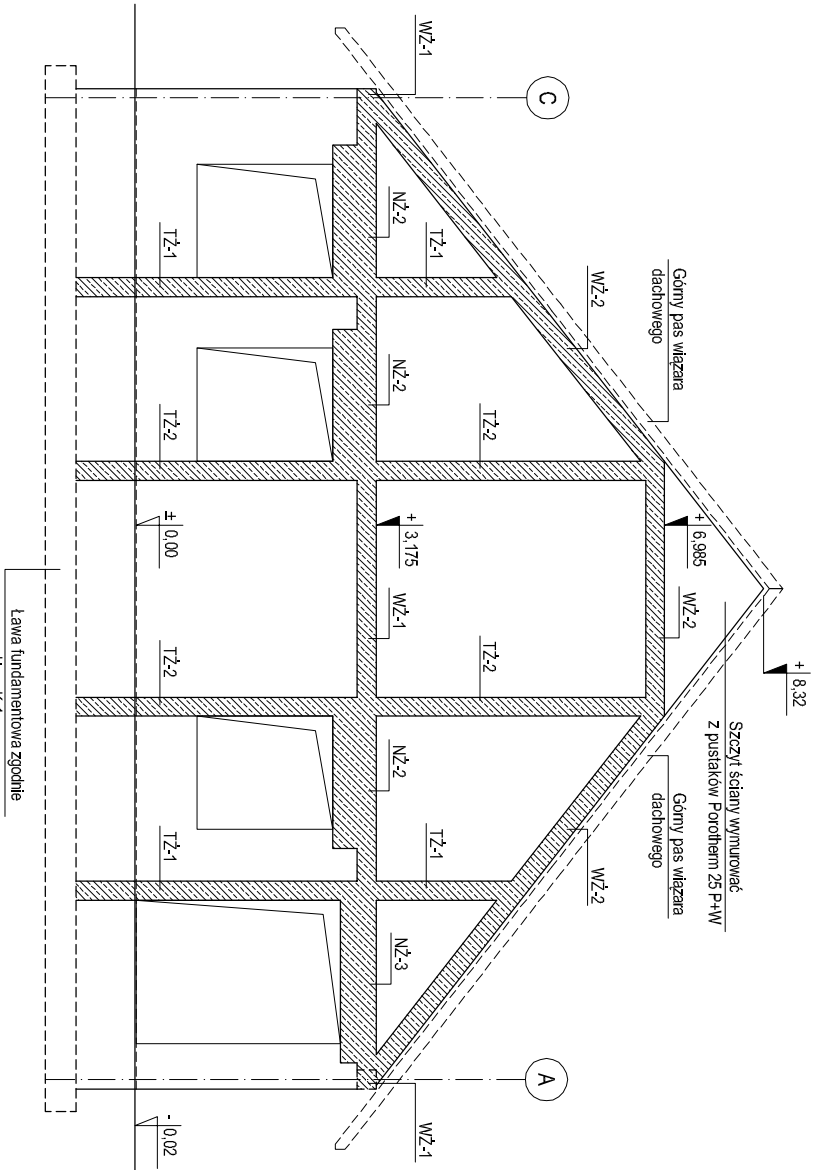 + 8,32
Szczyt ściany wymurować
z pustaków Porotherm 25 P+W
Górny pas wiązara
dachowego
+ 6,985
WŻ-2
Górny pas wiązara
dachowego
WŻ-2
WŻ-2
C
A
TŻ-2
TŻ-2
TŻ-1
TŻ-1
WŻ-1
NŻ-2
NŻ-2
+ 3,175
WŻ-1
NŻ-2
NŻ-3
WŻ-1
TŻ-1
TŻ-2
± 0,00
TŻ-2
TŻ-1
- 0,02
Ława fundamentowa zgodnie